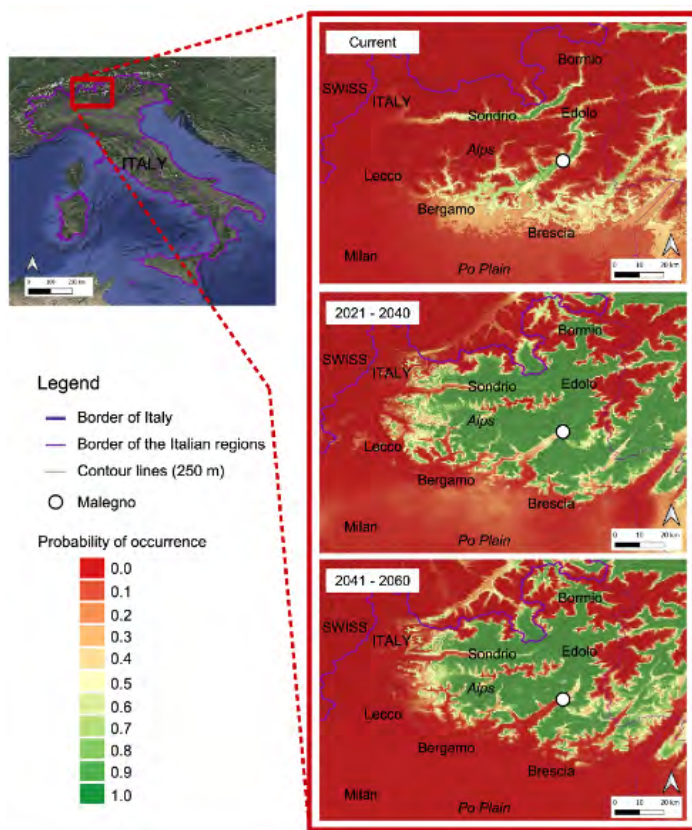 ITALY
0 100 200 km
Legend
Border of Italy
Border of the Italian regions
Contour lines (250 m)
Malegno
Probability of occurrence
0.0
0.1
0.2
0.3
0.4
0.5
0.6
0.7
0.8
0.9
1.0
Current
Bormio
SWISS
ITALY
Sondrio
Edolo
Alps
Lecco
Bergamo
Brescia
Milan
Po Plain
0 10 20 km
2021 - 2040
Bormio
SWISS
ITALY
Sondrio
Edolo
Alps
Lecco
Bergamo
Brescia
Milan
Po Plain
0 10 20 km
2041 - 2060
Bormio
SWISS
ITALY
Sondrio
Edolo
Alps
Lecco
Bergamo
Brescia
Milan
Po Plain
0 10 20 km